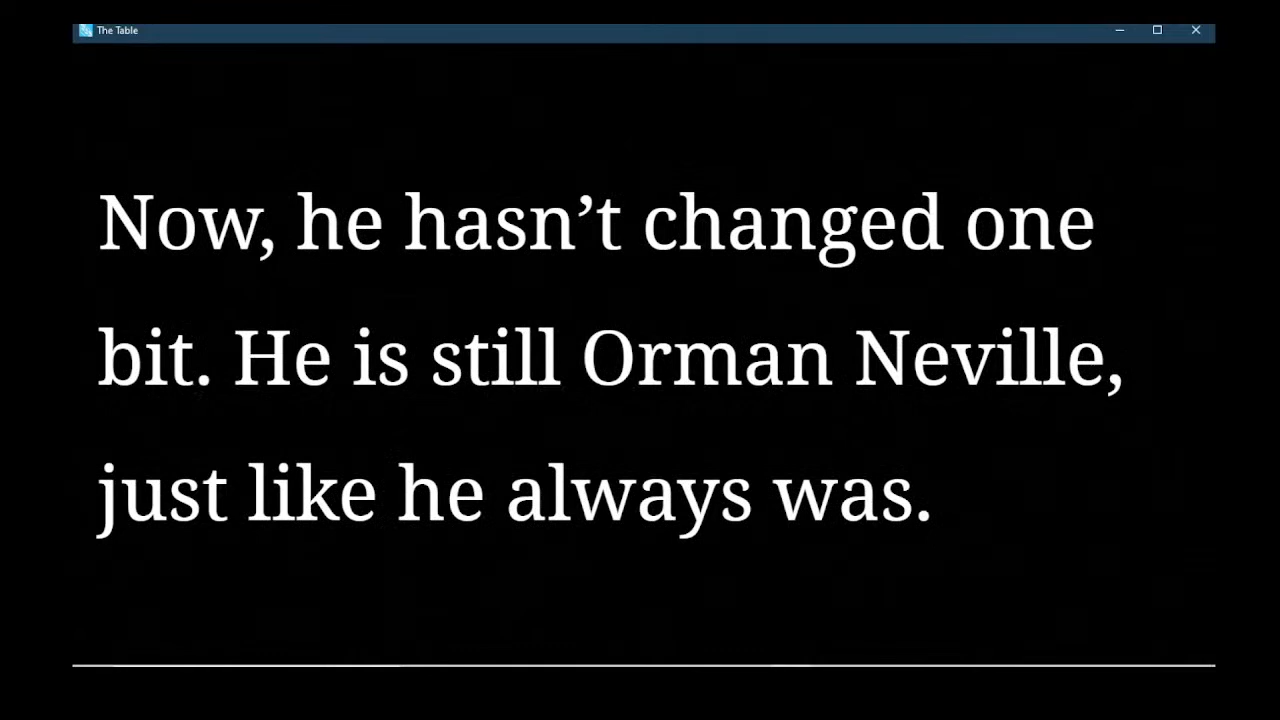 The Table
Now, he hasn’t changed one
bit. He is still Orman Neville,
just like he always was.